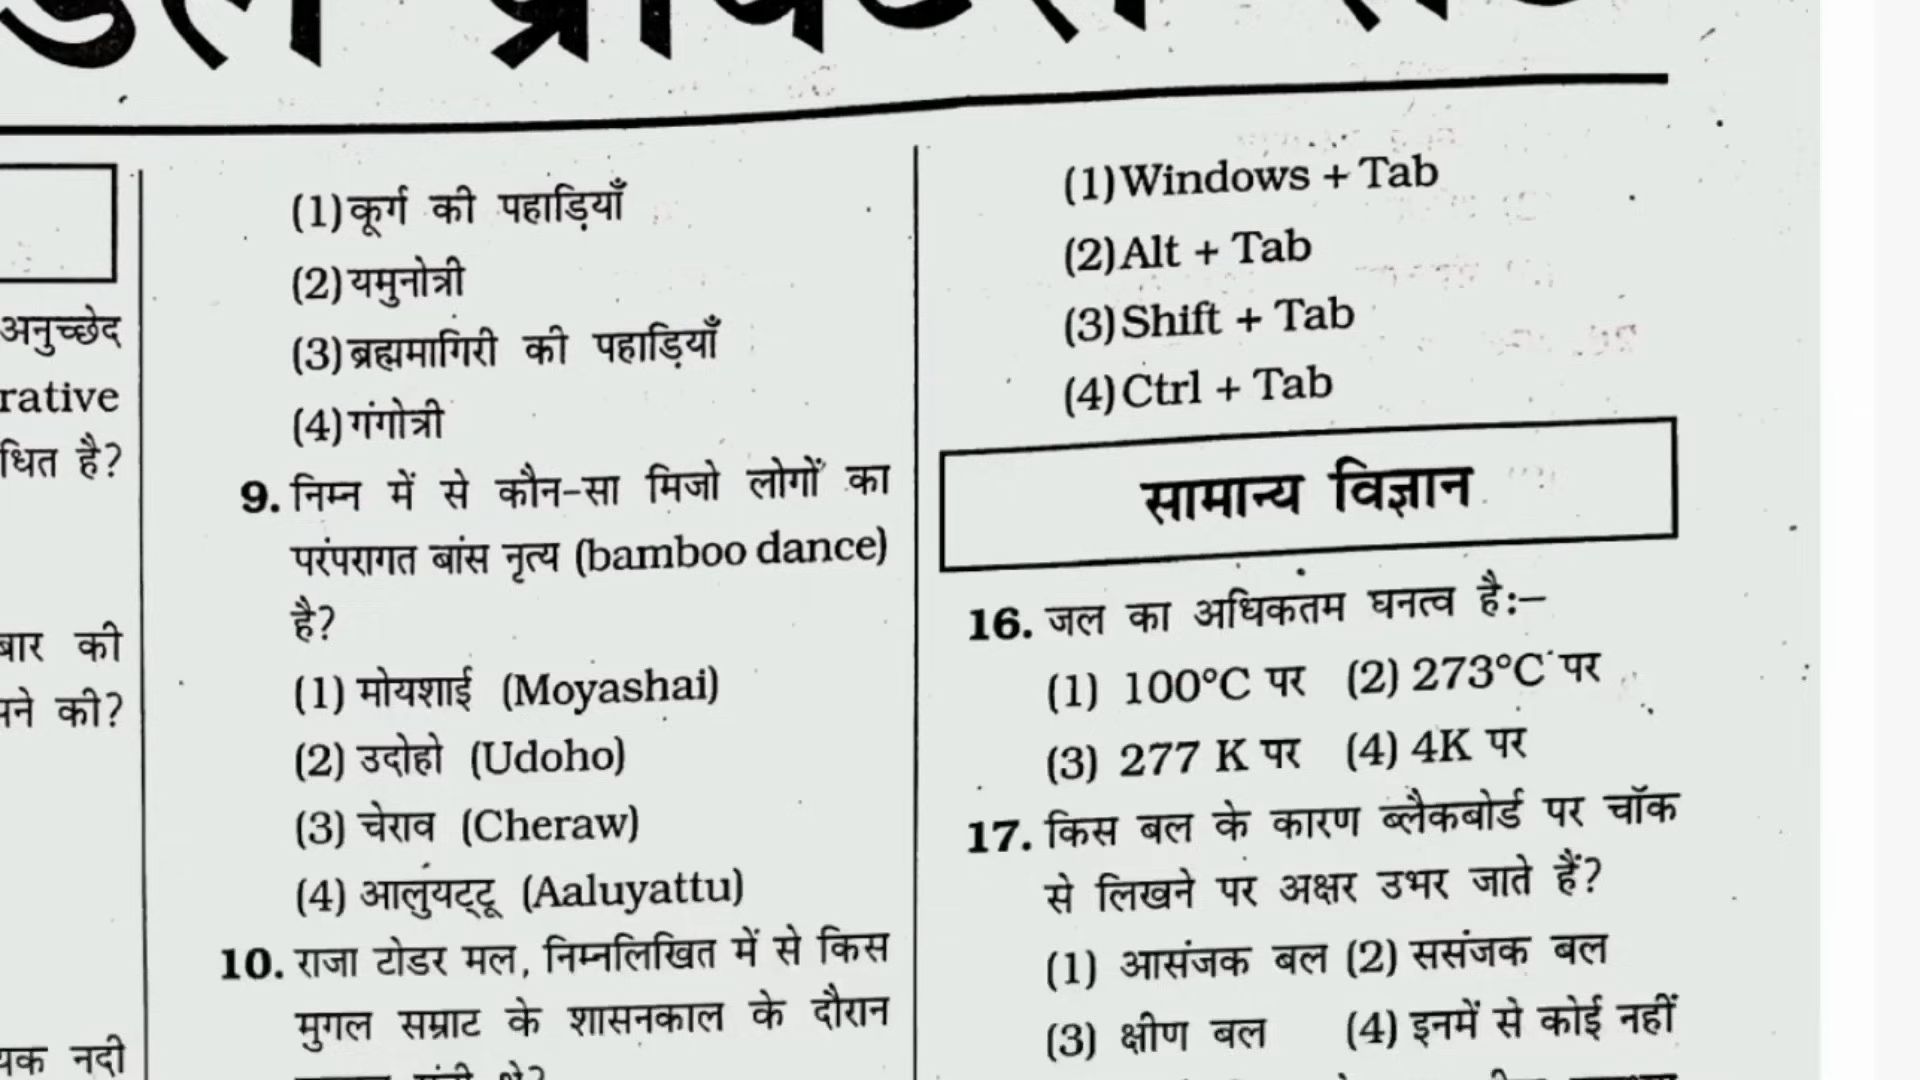 अनुच्छेद
rative
धित है?
बार की
की?
नदी
(1) कूर्ग की पहाड़ियाँ
(2) यमुनोत्री
(3) ब्रह्मागिरी की पहाड़ियाँ
(4) गंगोत्री
9. निम्न में से कौन-सा मिजो लोगों का
परंपरागत बांस नृत्य (bamboo dance)
है?
(1) मोयशाई (Moyashai)
(2) उदोहो (Udoho)
(3) चेराव (Cheraw)
(4) आलुयट्टू (Aaluyattu)
10. राजा टोडर मल, निम्नलिखित में से किस
मुगल सम्राट के शासनकाल के दौरान
(1) Windows + Tab
(2) Alt + Tab
(3) Shift + Tab
(4) Ctrl + Tab
सामान्य विज्ञान
16. जल का अधिकतम घनत्व है:–
(1) 100°C पर (2) 273°C पर
(3) 277 K पर (4) 4K पर
17. किस बल के कारण ब्लैकबोर्ड पर चॉक
से लिखने पर अक्षर उभर जाते हैं?
(1) आसंजक बल (2) ससंजक बल
(3) क्षीण बल (4) इनमें से कोई नहीं